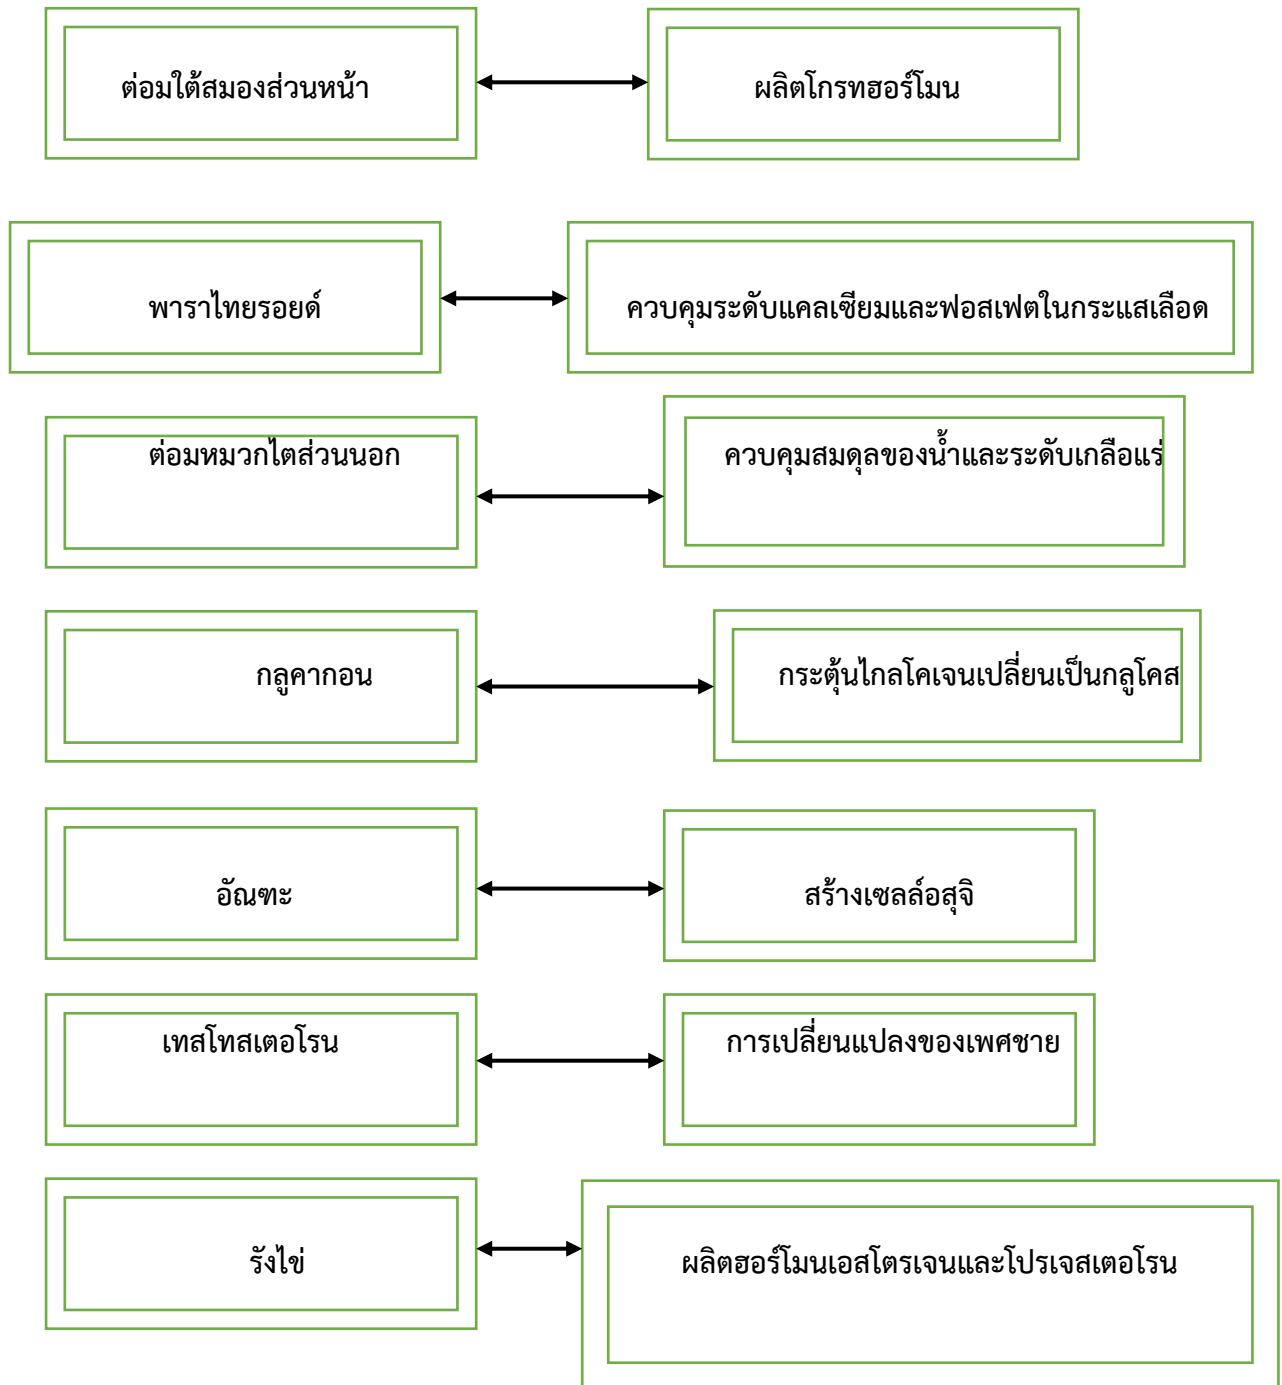 ต่อมใต้สมองส่วนหน้า
ผลิตโกรทฮอร์โมน
พาราไทยรอยด์
ควบคุมระดับแคลเซียมและฟอสเฟตในกระแสเลือด
ต่อมหมวกไตส่วนนอก
ควบคุมสมดุลของน้ำและระดับเกลือแร่
กลูคากอน
กระตุ้นไกลโคเจนเปลี่ยนเป็นกลูโคส
อัณฑะ
สร้างเซลล์อสุจิ
เทสโทสเตอโรน
การเปลี่ยนแปลงของเพศชาย
รังไข่
ผลิตฮอร์โมนเอสโตรเจนและโปรเจสเตอโรน